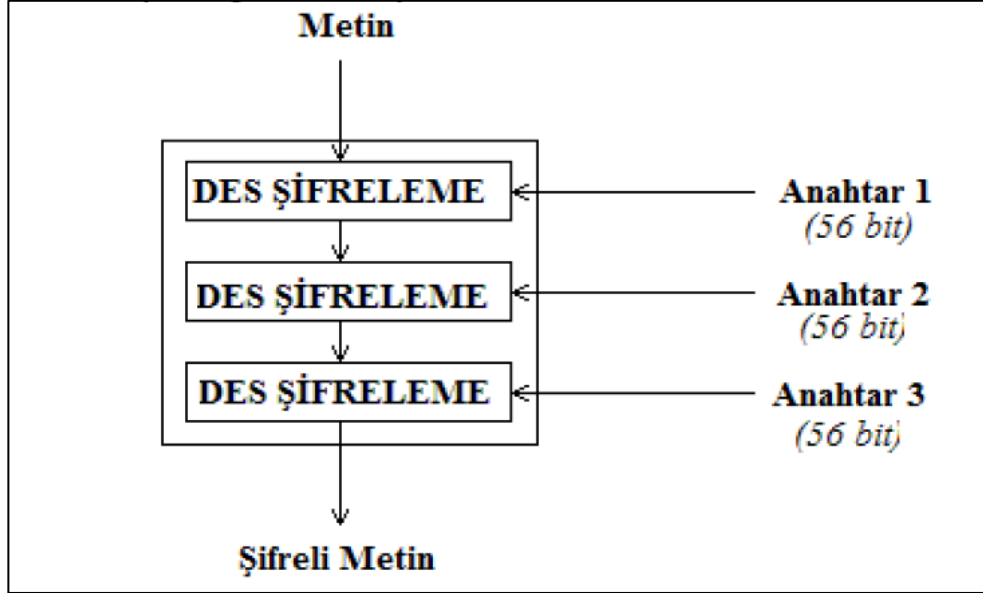 Metin
DES ŞİFRELEME
Anahtar 1
(56 bit)
DES ŞİFRELEME
Anahtar 2
(56 bit)
DES ŞİFRELEME
Anahtar 3
(56 bit)
Şifreli Metin